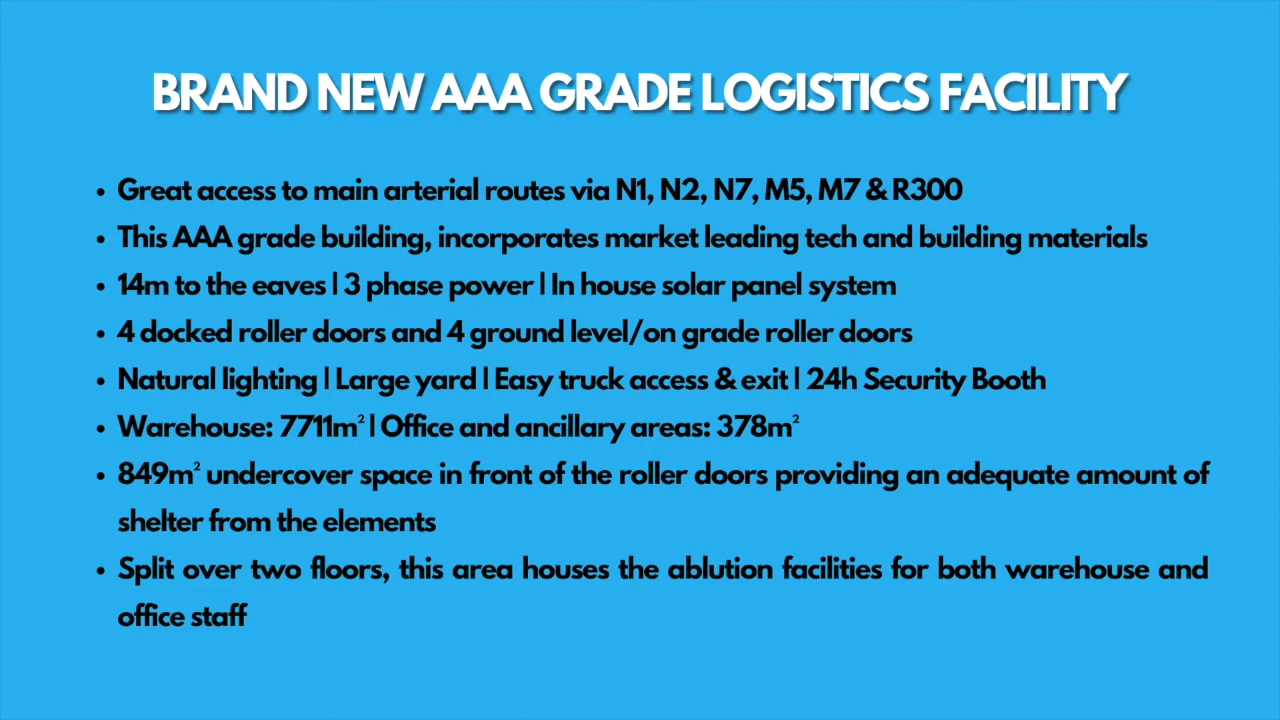 BRAND NEW AAA GRADE LOGISTICS FACILITY
• Great access to main arterial routes via N1, N2, N7, M5, M7 & R300
• This AAA grade building, incorporates market leading tech and building materials
• 14m to the eaves | 3 phase power | In house solar panel system
• 4 docked roller doors and 4 ground level/on grade roller doors
• Natural lighting | Large yard | Easy truck access & exit | 24h Security Booth
• Warehouse: 7711m² | Office and ancillary areas: 378m²
• 849m² undercover space in front of the roller doors providing an adequate amount of
shelter from the elements
• Split over two floors, this area houses the ablution facilities for both warehouse and
office staff